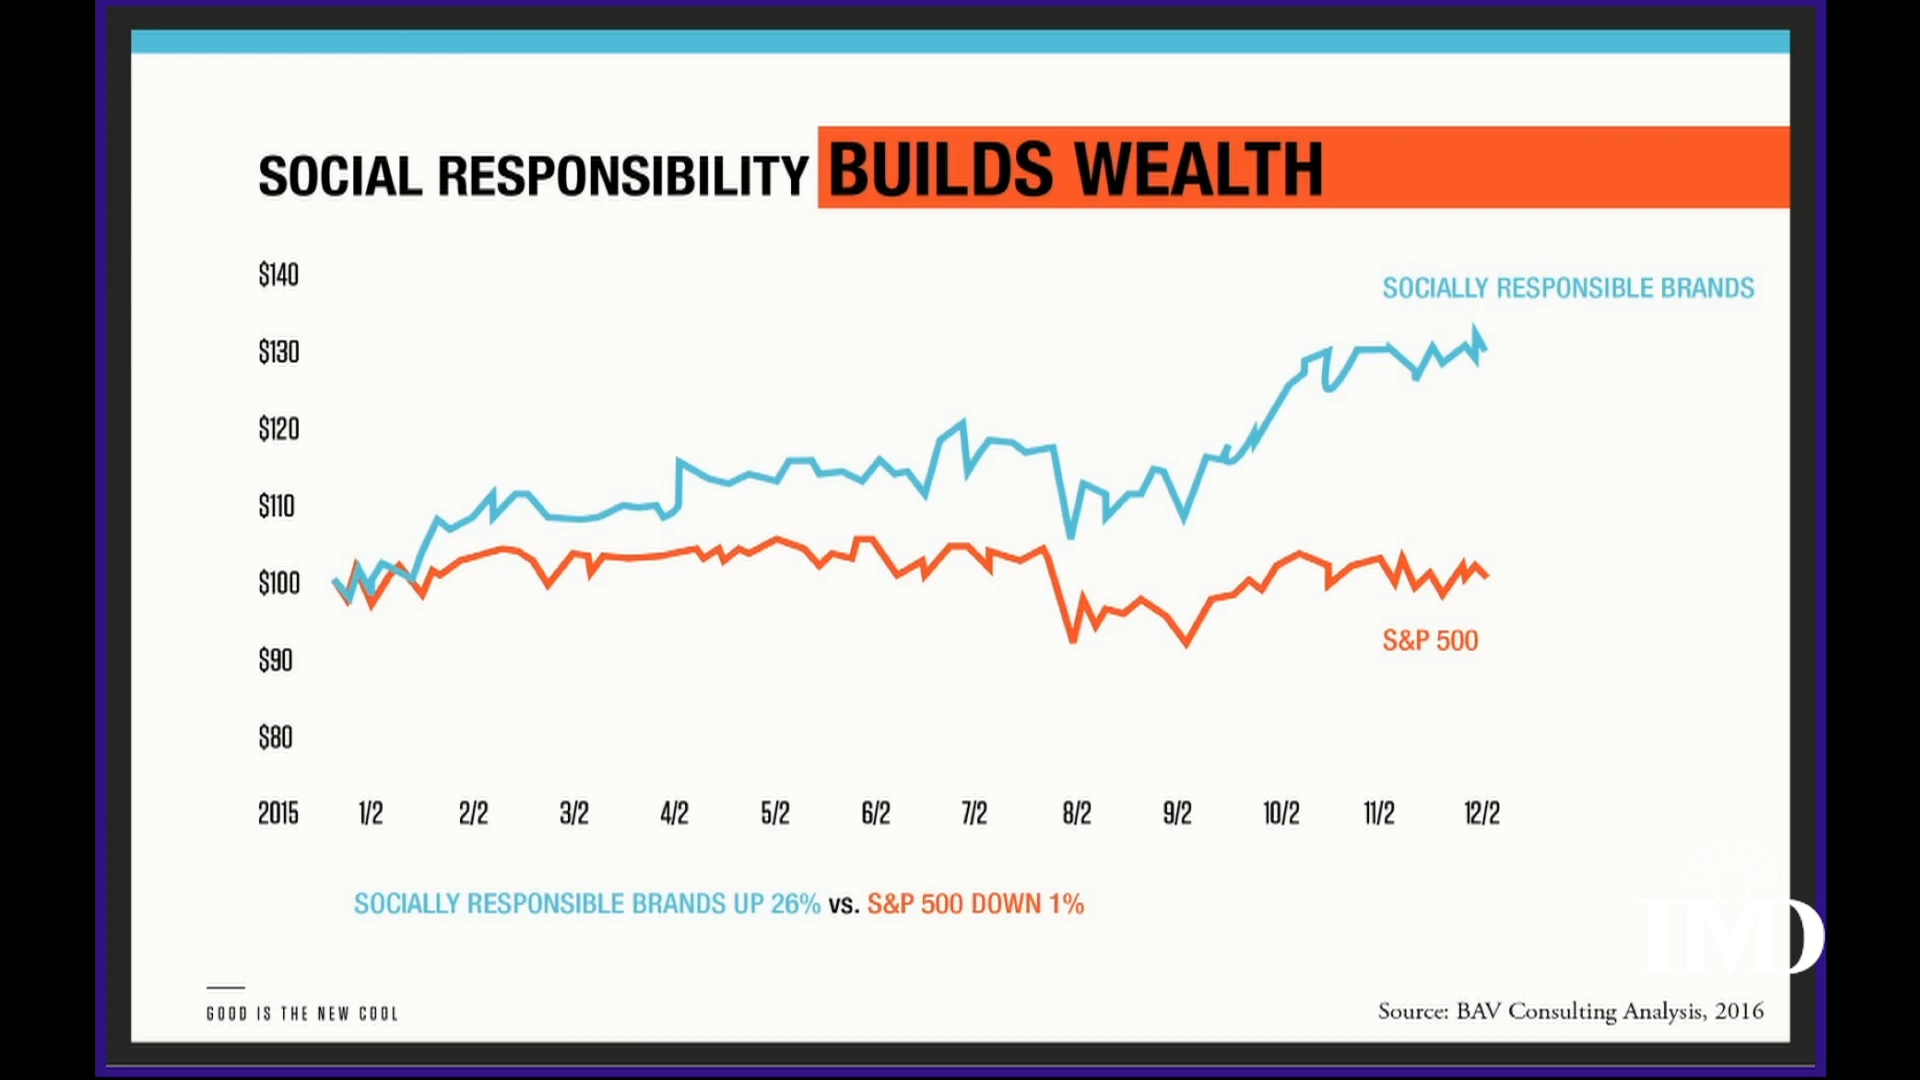 SOCIAL RESPONSIBILITY BUILDS WEALTH
$140
SOCIALLY RESPONSIBLE BRANDS
$130
$120
$110
$100
S&P 500
$90
$80
2015 1/2 2/2 3/2 4/2 5/2 6/2 7/2 8/2 9/2 10/2 11/2 12/2
SOCIALLY RESPONSIBLE BRANDS UP 26% vs. S&P 500 DOWN 1%
IMD
GOOD IS THE NEW COOL
Source: BAV Consulting Analysis, 2016